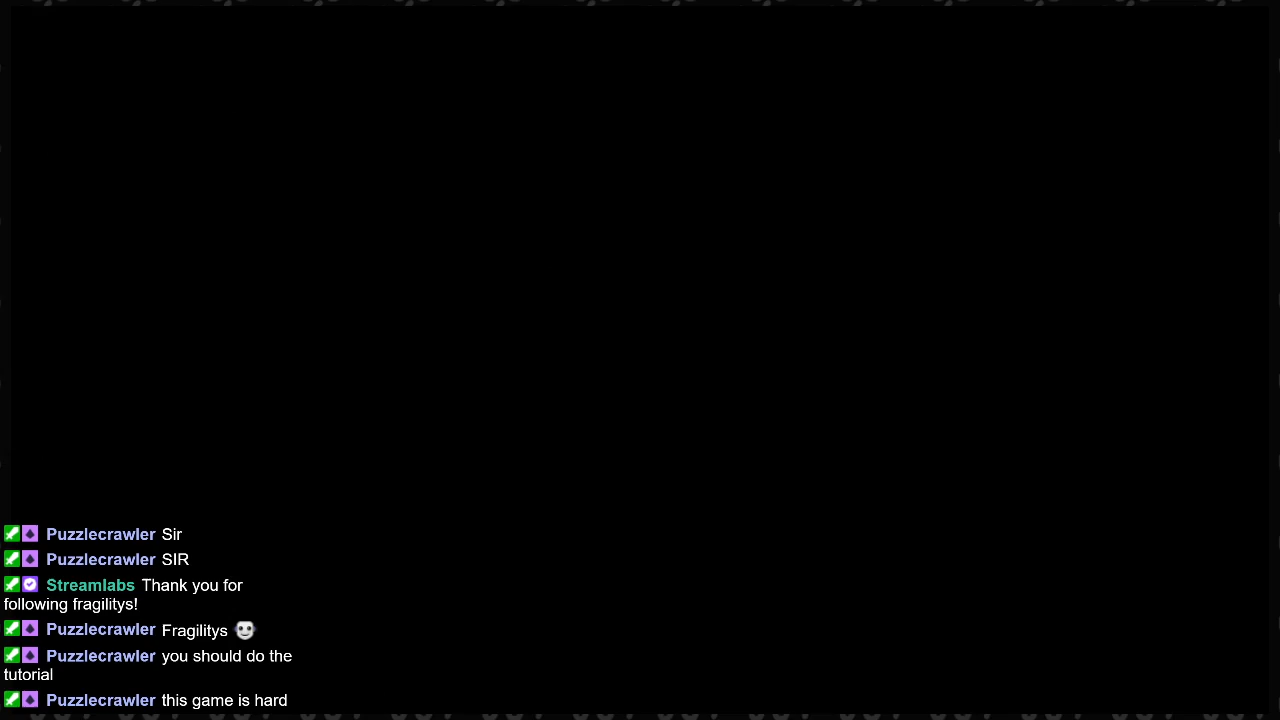 Puzzlecrawler Sir
Puzzlecrawler SIR
Streamlabs Thank you for
following fragilitys!
Puzzlecrawler Fragilitys
Puzzlecrawler you should do the
tutorial
Puzzlecrawler this game is hard